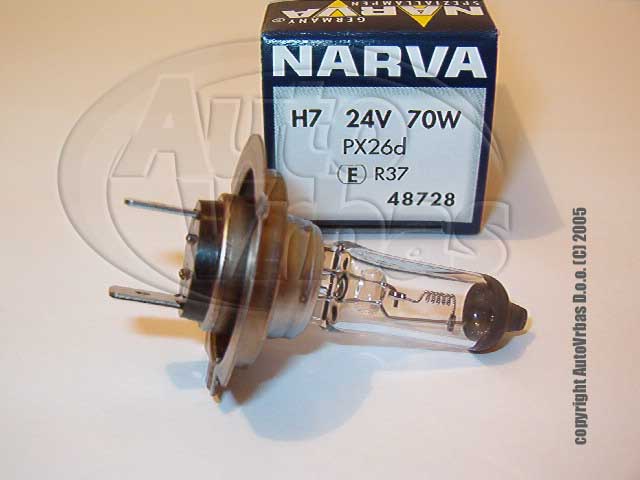 NARVA
SPEZIALLAMPEN
GERMANY
NARVA
H7 24V 70W
PX26d
E R37
48728
Auto
Vrbas
copyright AutoVrbas D.o.o. (C) 2005